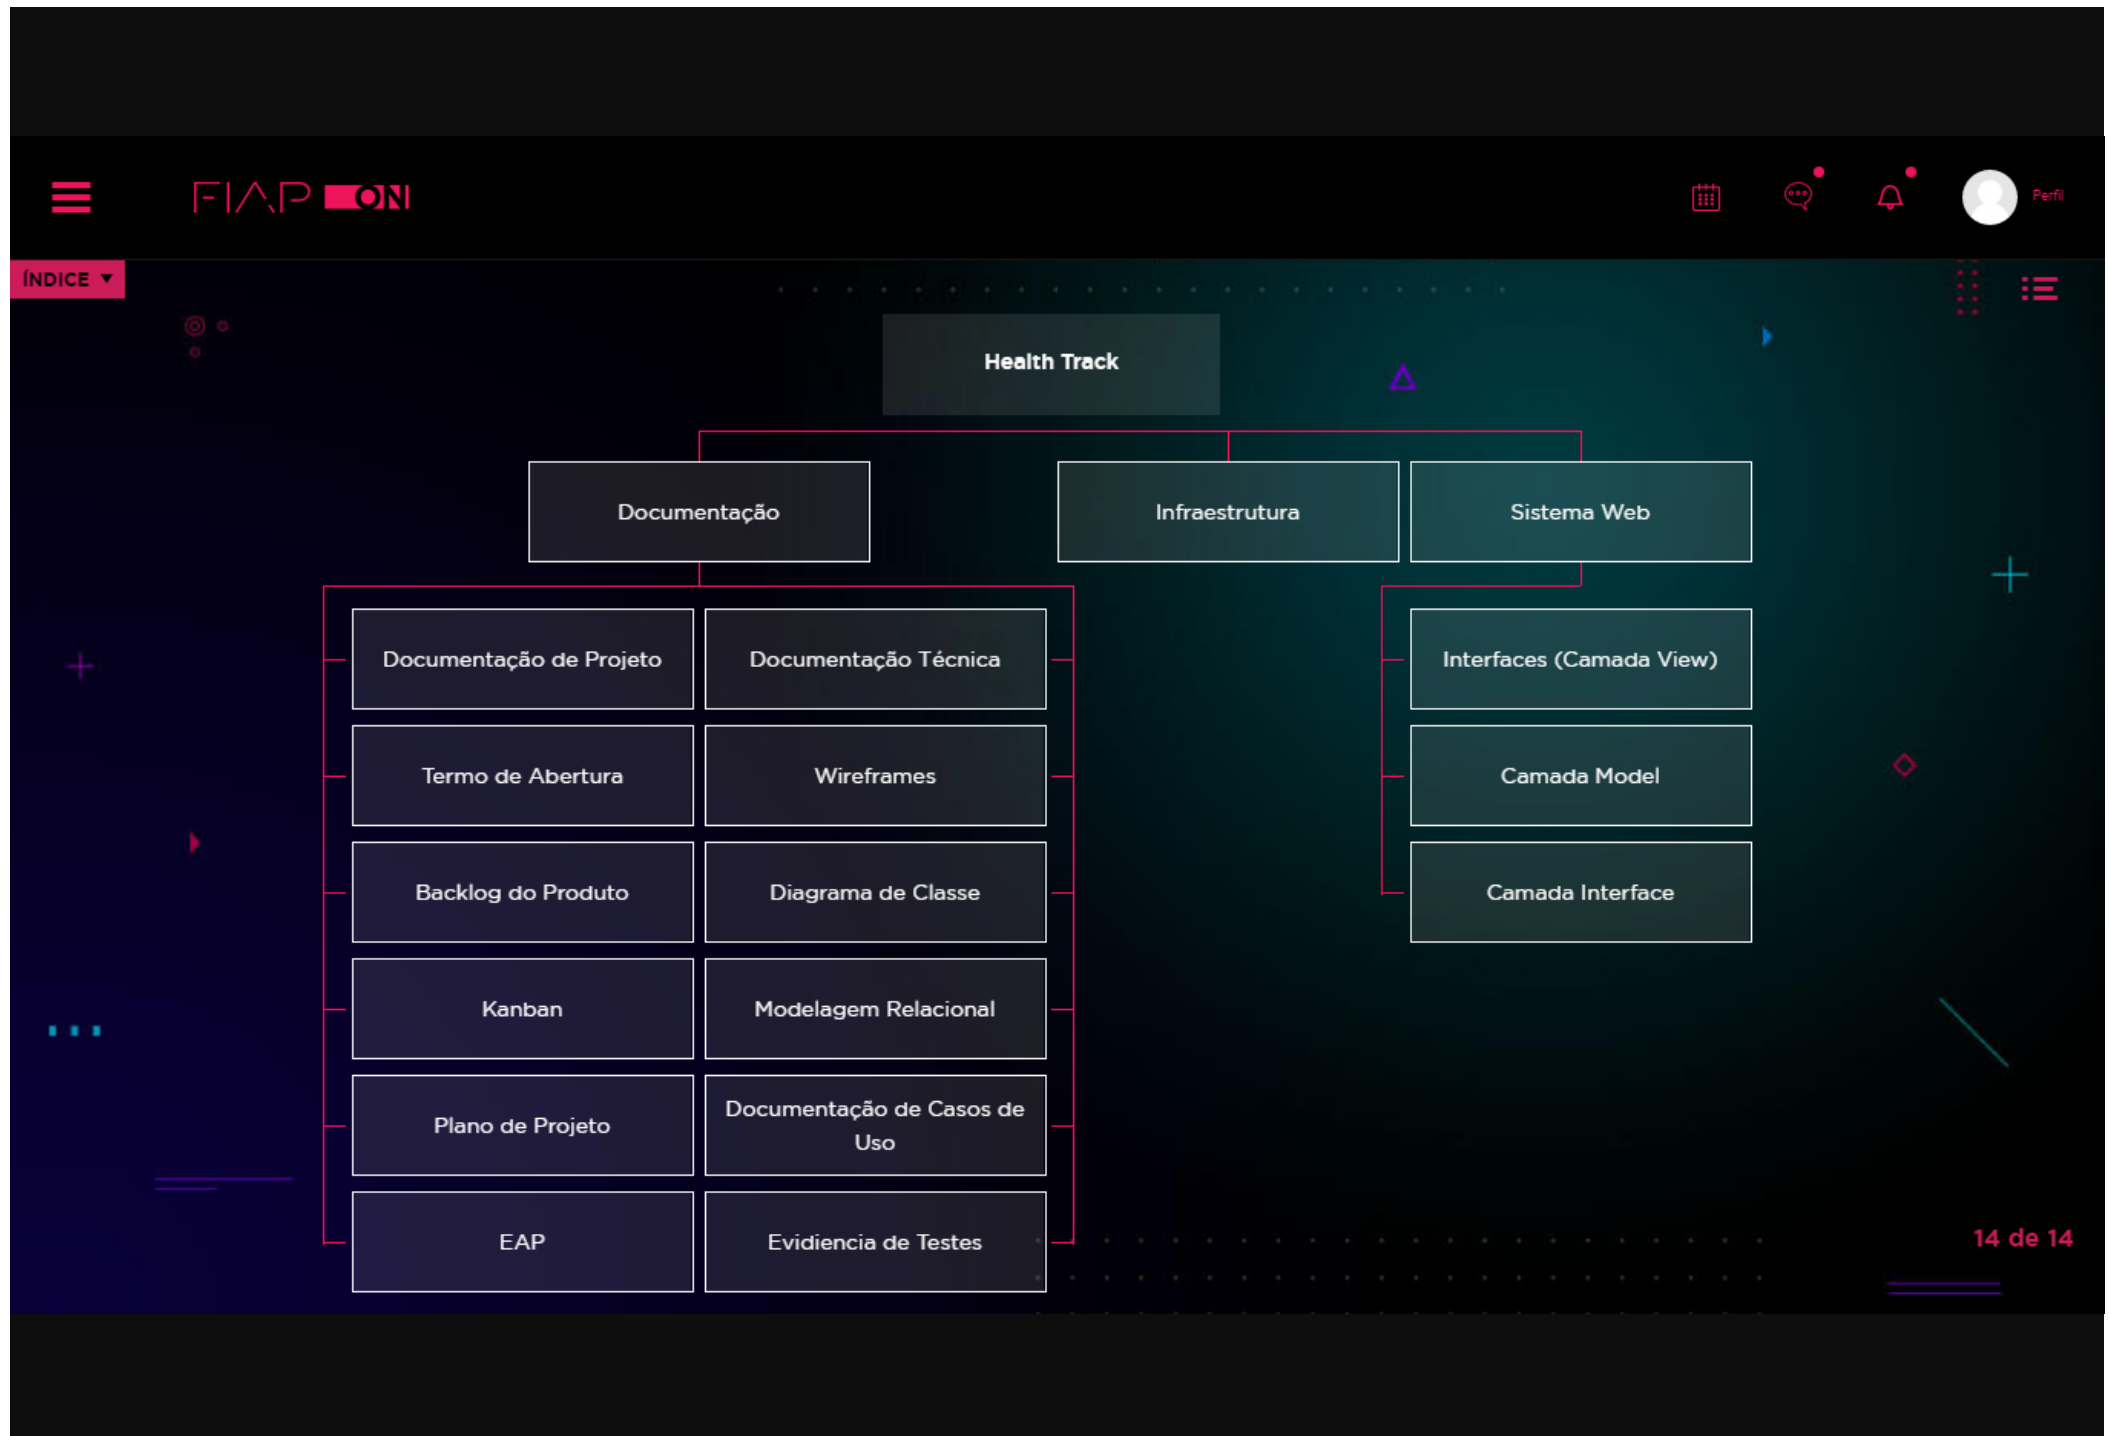 FIAP ON
Perfil
ÍNDICE
Health Track
Documentação
Infraestrutura
Sistema Web
Documentação de Projeto
Documentação Técnica
Interfaces (Camada View)
Termo de Abertura
Wireframes
Camada Model
Backlog do Produto
Diagrama de Classe
Camada Interface
Kanban
Modelagem Relacional
Plano de Projeto
Documentação de Casos de
Uso
EAP
Evidiencia de Testes
14 de 14